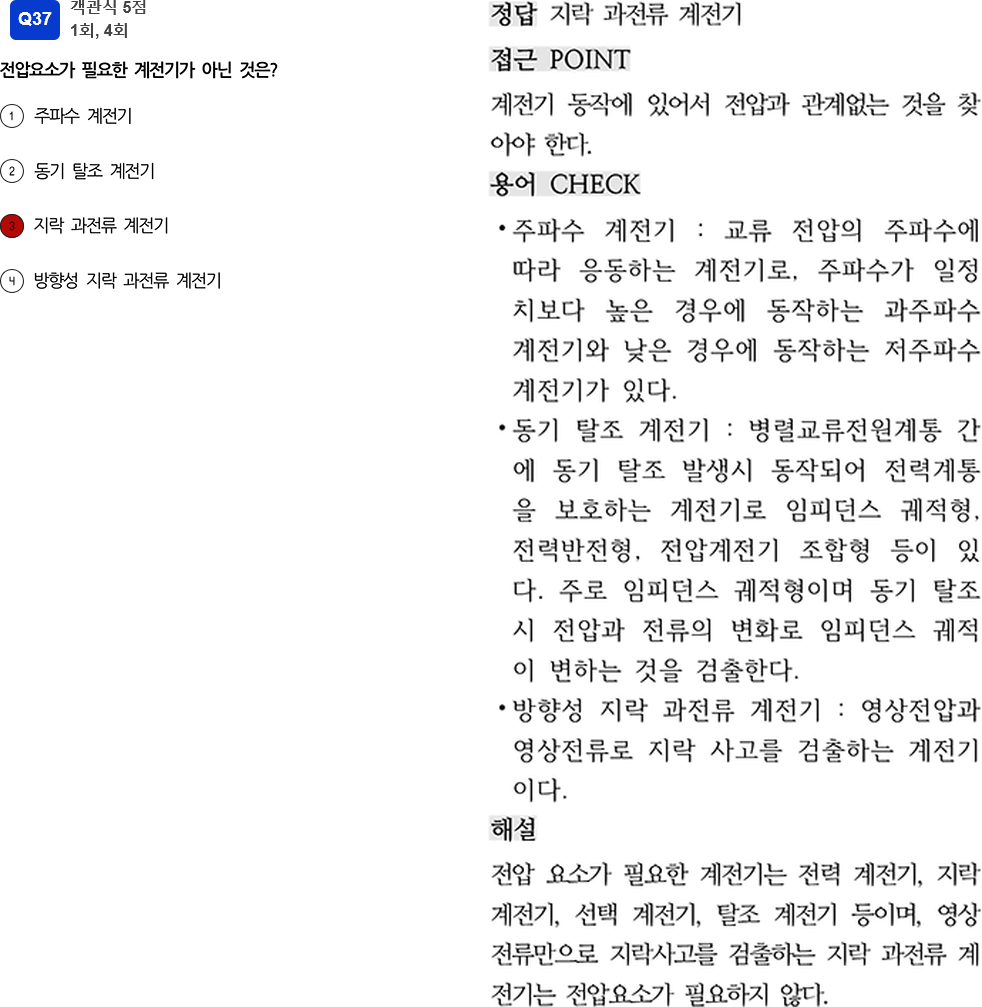 Q37
객관식 5점
1회, 4회
전압요소가 필요한 계전기가 아닌 것은?
1 주파수 계전기
2 동기 탈조 계전기
3 지락 과전류 계전기
4 방향성 지락 과전류 계전기
정답 지락 과전류 계전기
접근 POINT
계전기 동작에 있어서 전압과 관계없는 것을 찾
아야 한다.
용어 CHECK
• 주파수 계전기 : 교류 전압의 주파수에
따라 응동하는 계전기로, 주파수가 일정
치보다 높은 경우에 동작하는 과주파수
계전기와 낮은 경우에 동작하는 저주파수
계전기가 있다.
• 동기 탈조 계전기 : 병렬교류전원계통 간
에 동기 탈조 발생시 동작되어 전력계통
을 보호하는 계전기로 임피던스 궤적형,
전력반전형, 전압계전기 조합형 등이 있
다. 주로 임피던스 궤적형이며 동기 탈조
시 전압과 전류의 변화로 임피던스 궤적
이 변하는 것을 검출한다.
• 방향성 지락 과전류 계전기 : 영상전압과
영상전류로 지락 사고를 검출하는 계전기
이다.
해설
전압 요소가 필요한 계전기는 전력 계전기, 지락
계전기, 선택 계전기, 탈조 계전기 등이며, 영상
전류만으로 지락사고를 검출하는 지락 과전류 계
전기는 전압요소가 필요하지 않다.